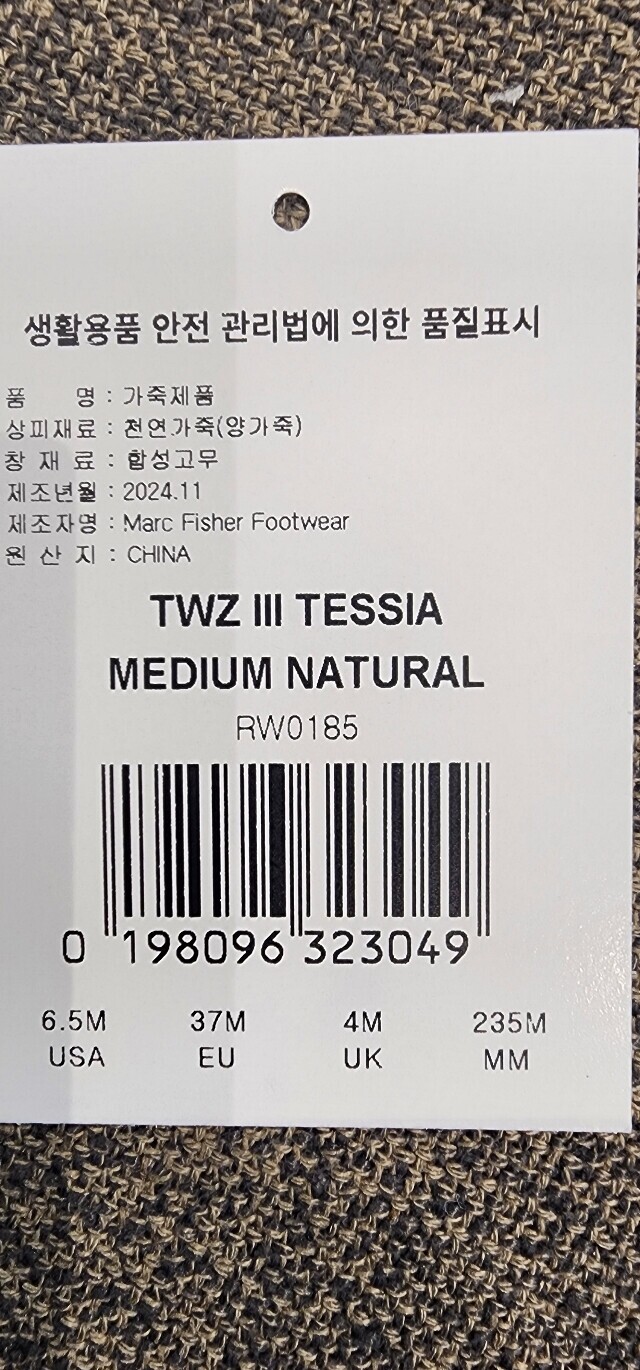 생활용품 안전 관리법에 의한 품질표시
품 명 : 가죽제품
상피재료 : 천연가죽(양가죽)
창 재 료 : 합성고무
제조년월 : 2024.11
제조자명 : Marc Fisher Footwear
원 산 지 : CHINA
TWZ III TESSIA
MEDIUM NATURAL
RW0185
0 198096 323049
6.5M 37M 4M 235M
USA EU UK MM